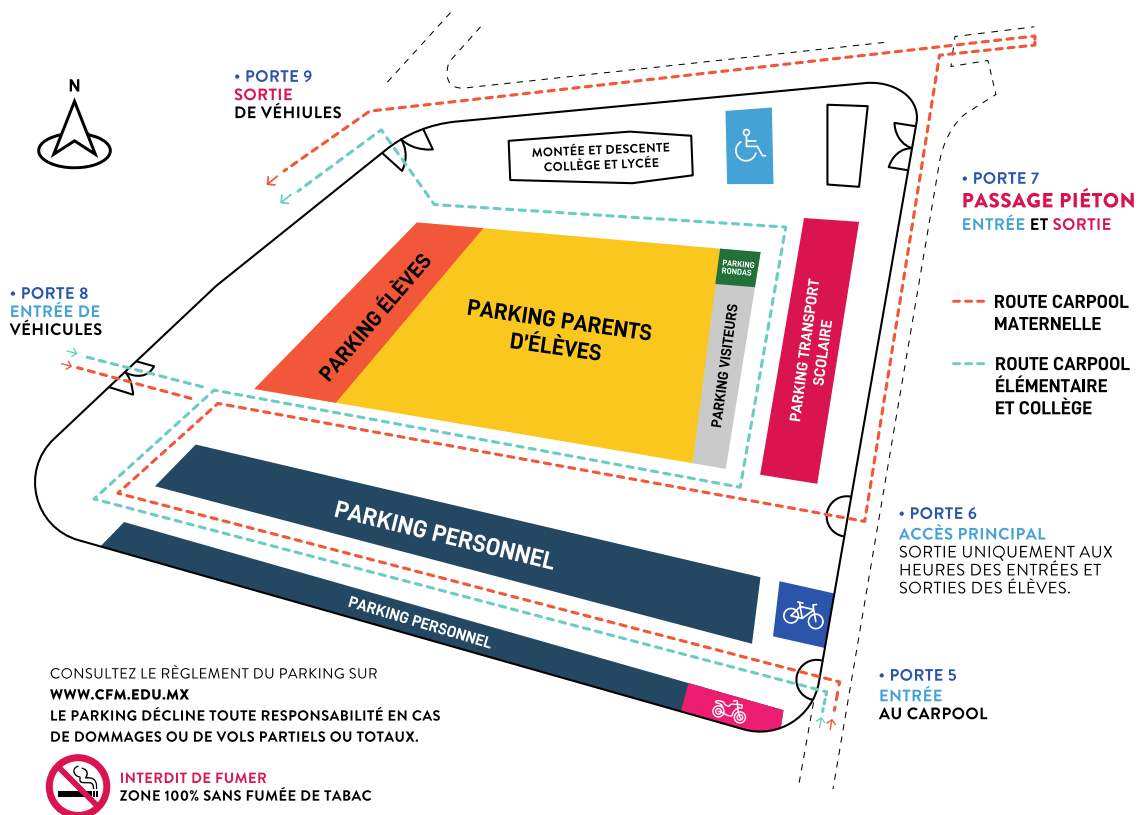 N
• PORTE 9
SORTIE
DE VÉHIULES
MONTÉE ET DESCENTE
COLLÈGE ET LYCÉE
• PORTE 7
PASSAGE PIÉTON
ENTRÉE ET SORTIE
• PORTE 8
ENTRÉE DE
VÉHICULES
PARKING ÉLÈVES
PARKING PARENTS
D'ÉLÈVES
PARKING
RONDAS
PARKING VISITEURS
PARKING TRANSPORT
SCOLAIRE
ROUTE CARPOOL
MATERNELLE
ROUTE CARPOOL
ÉLÉMENTAIRE
ET COLLÈGE
PARKING PERSONNEL
PARKING PERSONNEL
• PORTE 6
ACCÈS PRINCIPAL
SORTIE UNIQUEMENT AUX
HEURES DES ENTRÉES ET
SORTIES DES ÉLÈVES.
• PORTE 5
ENTRÉE
AU CARPOOL
CONSULTEZ LE RÈGLEMENT DU PARKING SUR
WWW.CFM.EDU.MX
LE PARKING DÉCLINE TOUTE RESPONSABILITÉ EN CAS
DE DOMMAGES OU DE VOLS PARTIELS OU TOTAUX.
INTERDIT DE FUMER
ZONE 100% SANS FUMÉE DE TABAC